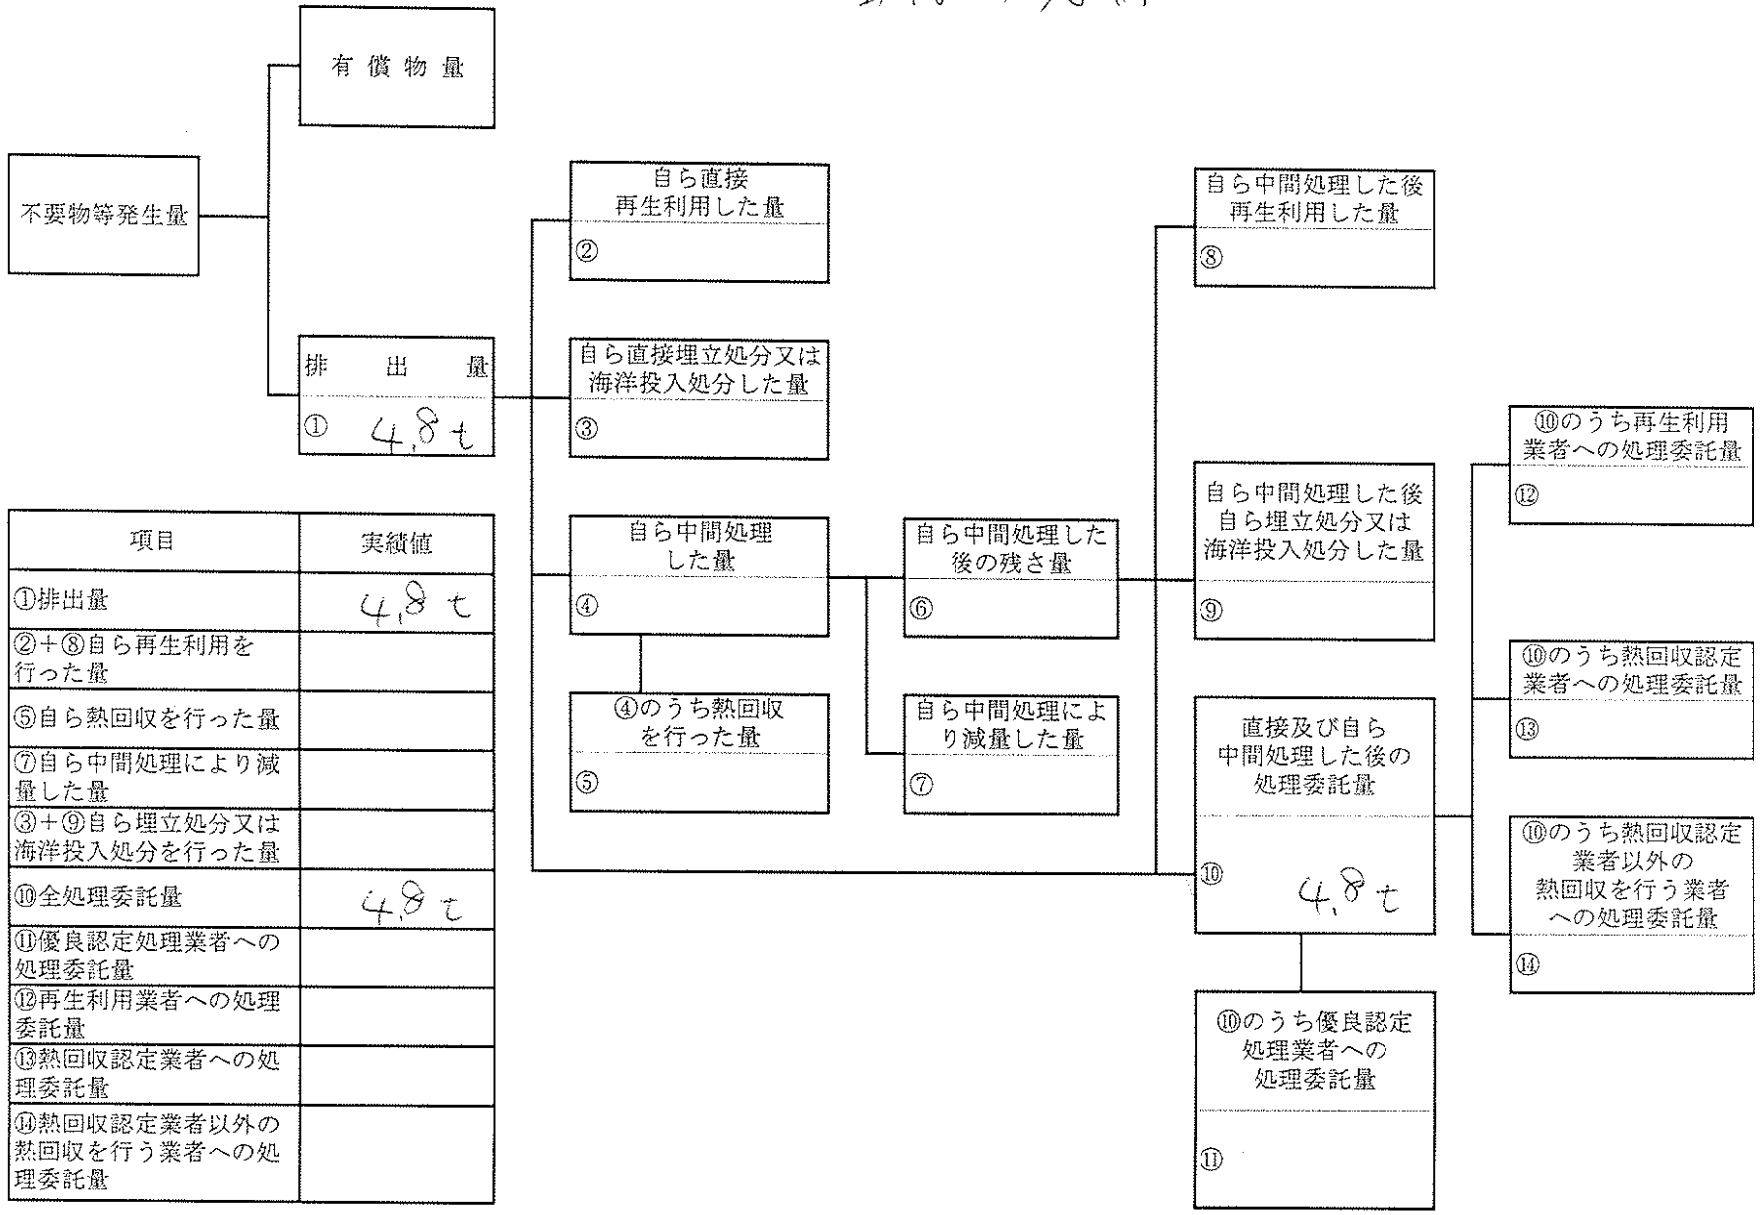 有償物量
不要物等発生量
排出量
① 4.8t
自ら直接
再生利用した量
②
自ら直接埋立処分又は
海洋投入処分した量
③
自ら中間処理
した量
④
④のうち熱回収
を行った量
⑤
自ら中間処理した
後の残さ量
⑥
自ら中間処理によ
り減量した量
⑦
自ら中間処理した後
再生利用した量
⑧
自ら中間処理した後
自ら埋立処分又は
海洋投入処分した量
⑨
直接及び自ら
中間処理した後の
処理委託量
⑩ 4.8t
⑩のうち優良認定
処理業者への
処理委託量
⑪
⑩のうち再生利用
業者への処理委託量
⑫
⑩のうち熱回収認定
業者への処理委託量
⑬
⑩のうち熱回収認定
業者以外の
熱回収を行う業者
への処理委託量
⑭
項目 実績値
①排出量 4.8t
②+⑧自ら再生利用を
行った量
⑤自ら熱回収を行った量
⑦自ら中間処理により減
量した量
③+⑨自ら埋立処分又は
海洋投入処分を行った量
⑩全処理委託量 4.8t
⑪優良認定処理業者への
処理委託量
⑫再生利用業者への処理
委託量
⑬熱回収認定業者への処
理委託量
⑭熱回収認定業者以外の
熱回収を行う業者への処
理委託量